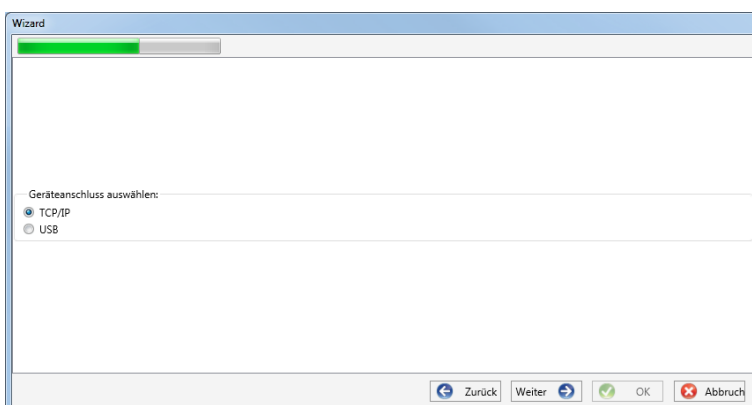 Wizard
Geräteanschluss auswählen:
TCP/IP
USB
Zurück Weiter OK Abbruch